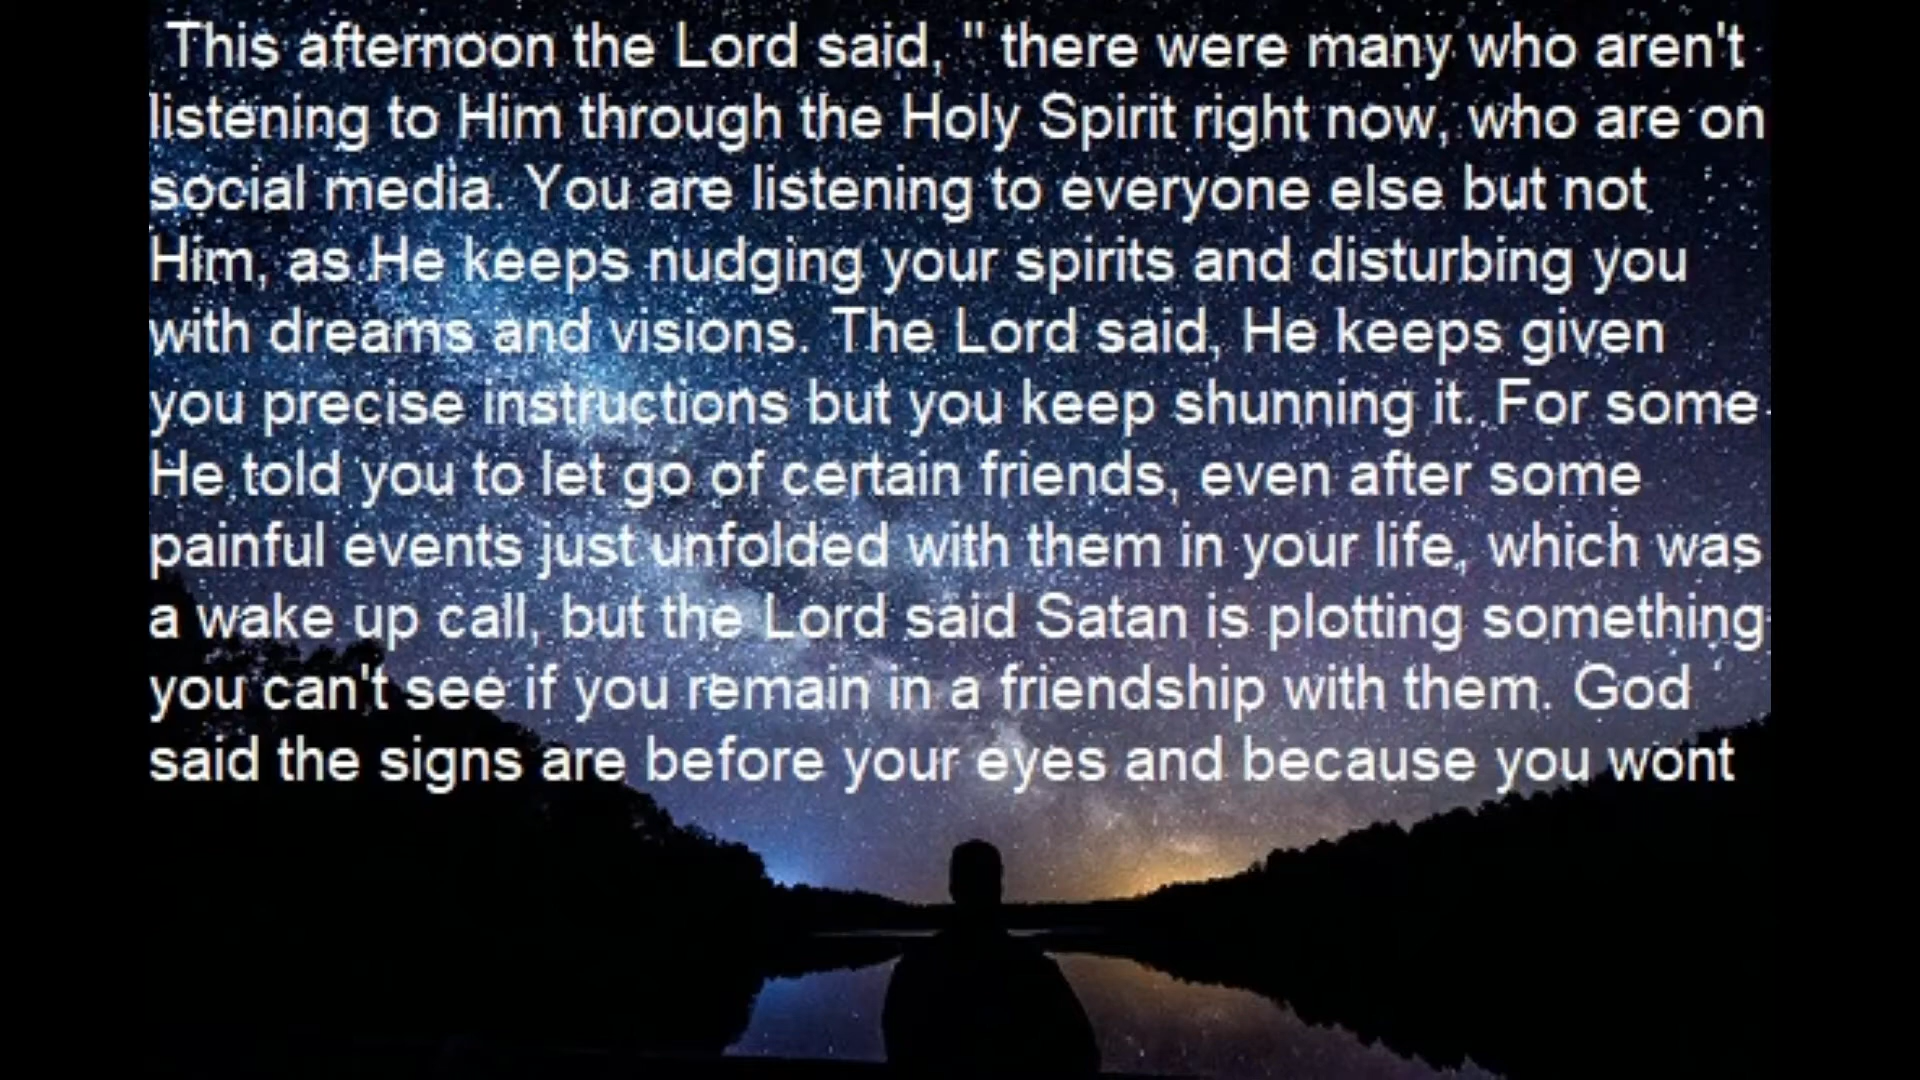 This afternoon the Lord said, " there were many who aren't
listening to Him through the Holy Spirit right now, who are on
social media. You are listening to everyone else but not
Him, as He keeps nudging your spirits and disturbing you
with dreams and visions. The Lord said, He keeps given
you precise instructions but you keep shunning it. For some
He told you to let go of certain friends, even after some
painful events just unfolded with them in your life, which was
a wake up call, but the Lord said Satan is plotting something
you can't see if you remain in a friendship with them. God
said the signs are before your eyes and because you wont